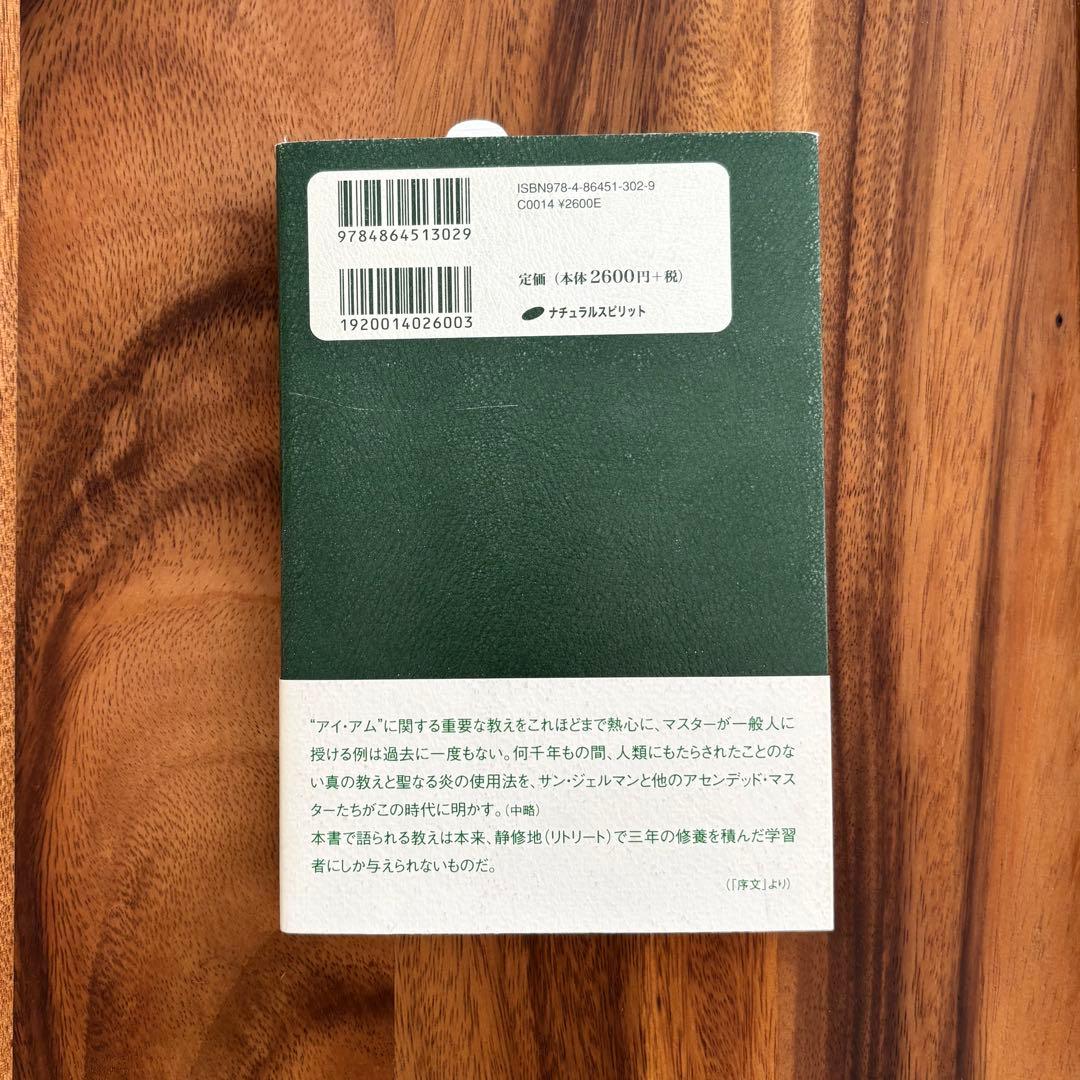 ISBN978-4-86451-302-9
C0014 ¥2600E
9784864513029
定価（本体2600円+税）
1920014026003
ナチュラルスピリット
“アイ・アム”に関する重要な教えをこれほどまで熱心に、マスターが一般人に
授ける例は過去に一度もない。何千年もの間、人類にもたらされたことのな
い真の教えと聖なる炎の使用法を、サン・ジェルマンと他のアセンデッド・マス
ターたちがこの時代に明かす。（中略）
本書で語られる教えは本来、静修地（リトリート）で三年の修養を積んだ学習
者にしか与えられないものだ。
（「序文」より）